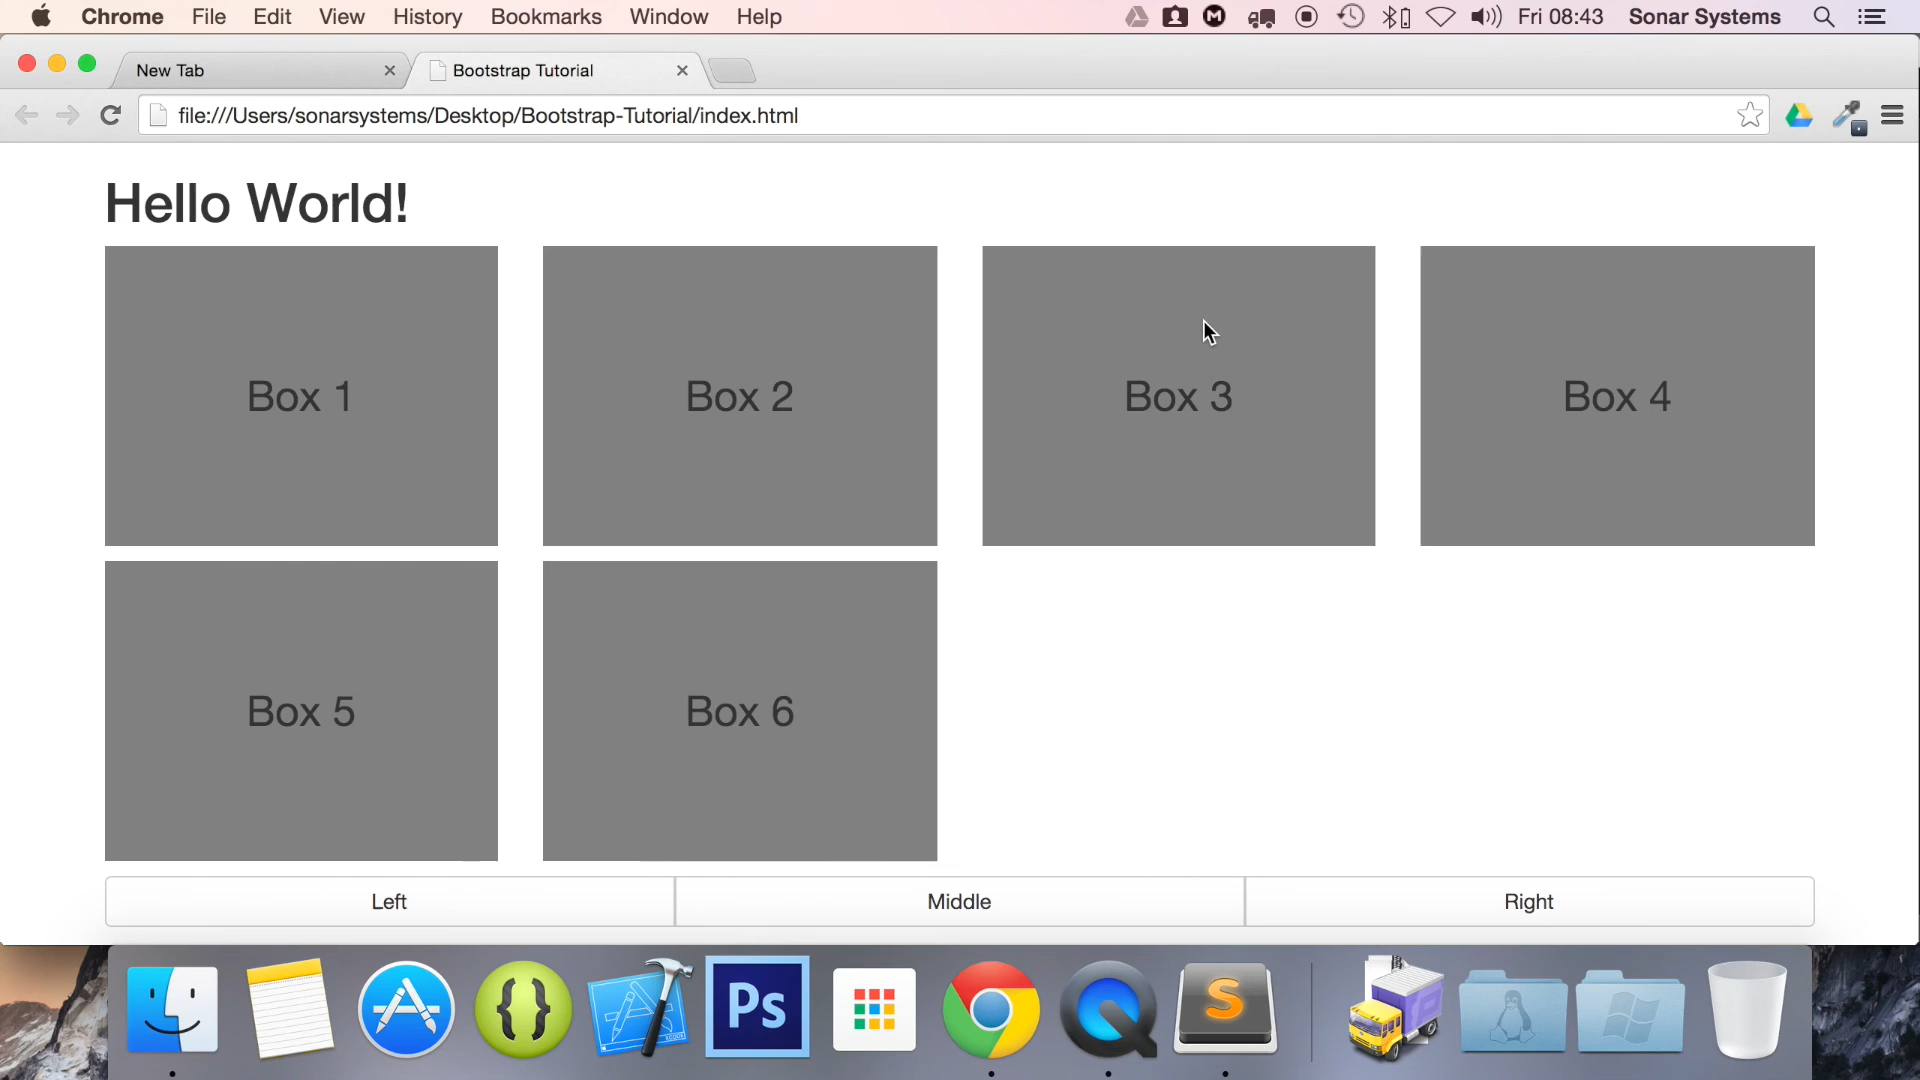 Chrome File Edit View History Bookmarks Window Help Fri 08:43 Sonar Systems
New Tab Bootstrap Tutorial
file:///Users/sonarsystems/Desktop/Bootstrap-Tutorial/index.html
Hello World!
Box 1 Box 2 Box 3 Box 4
Box 5 Box 6
Left Middle Right
Ps S